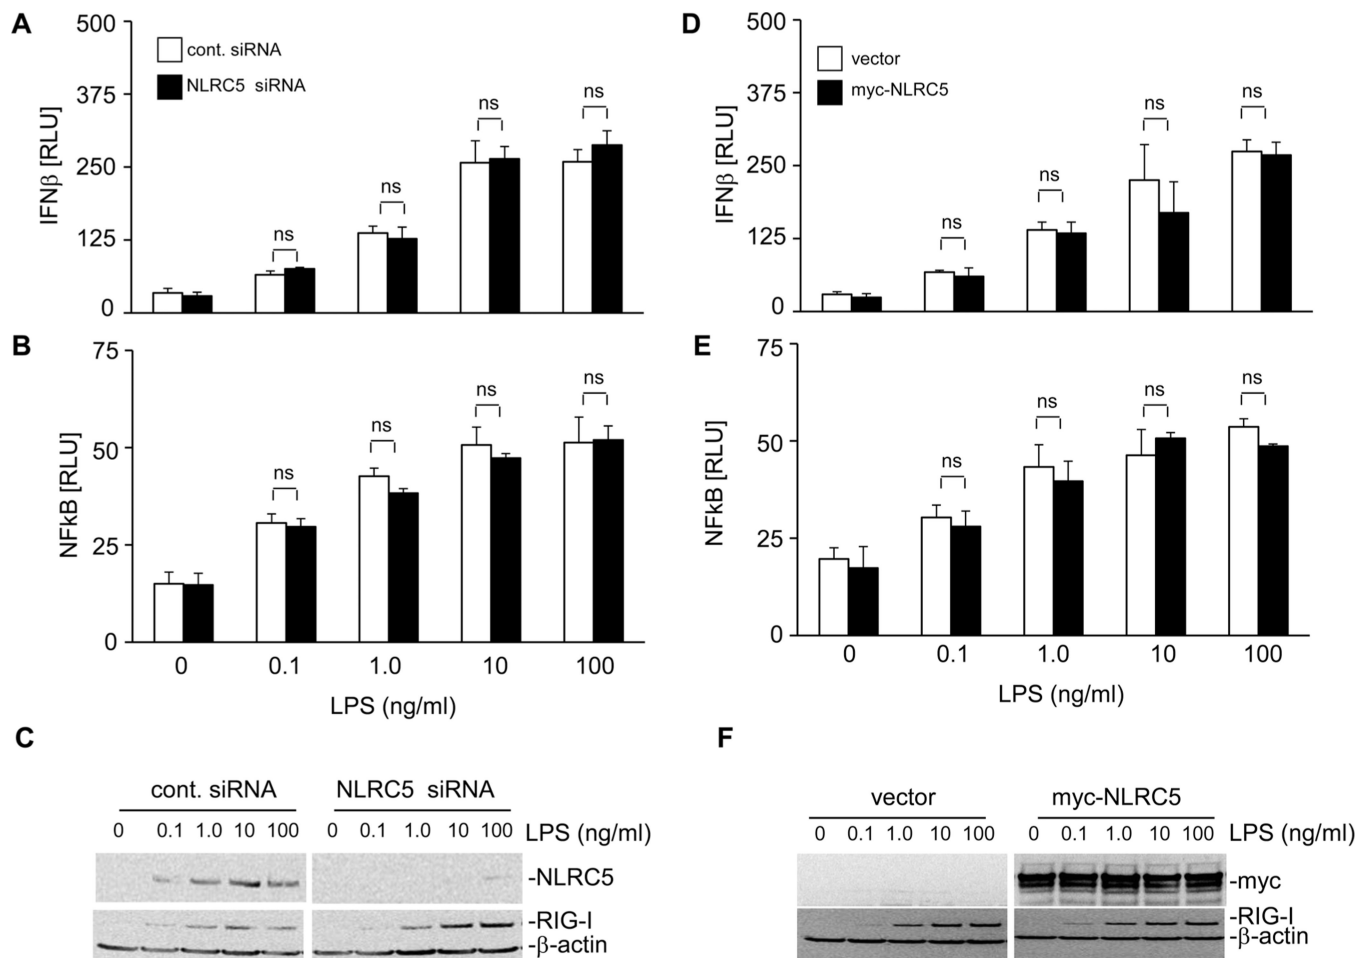 A
500
375
250
125
0
IFNβ [RLU]
cont. siRNA
NLRC5 siRNA
ns
ns
ns
ns
B
75
50
25
0
NFkB [RLU]
ns
ns
ns
ns
0 0.1 1.0 10 100
LPS (ng/ml)
C
cont. siRNA NLRC5 siRNA
0 0.1 1.0 10 100 0 0.1 1.0 10 100 LPS (ng/ml)
-NLRC5
-RIG-I
-β-actin
D
500
375
250
125
0
IFNβ [RLU]
vector
myc-NLRC5
ns
ns
ns
ns
E
75
50
25
0
NFkB [RLU]
ns
ns
ns
ns
0 0.1 1.0 10 100
LPS (ng/ml)
F
vector myc-NLRC5
0 0.1 1.0 10 100 0 0.1 1.0 10 100 LPS (ng/ml)
-myc
-RIG-I
-β-actin